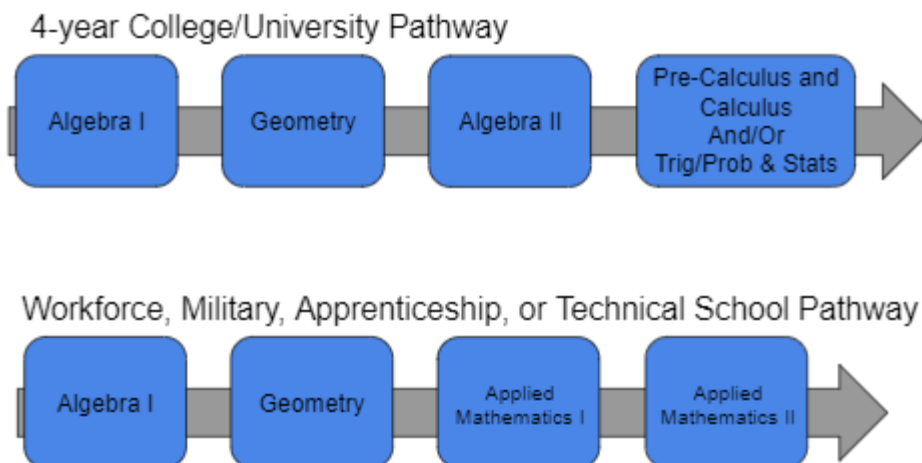 4-year College/University Pathway
Algebra I
Geometry
Algebra II
Pre-Calculus and
Calculus
And/Or
Trig/Prob & Stats
Workforce, Military, Apprenticeship, or Technical School Pathway
Algebra I
Geometry
Applied
Mathematics I
Applied
Mathematics II